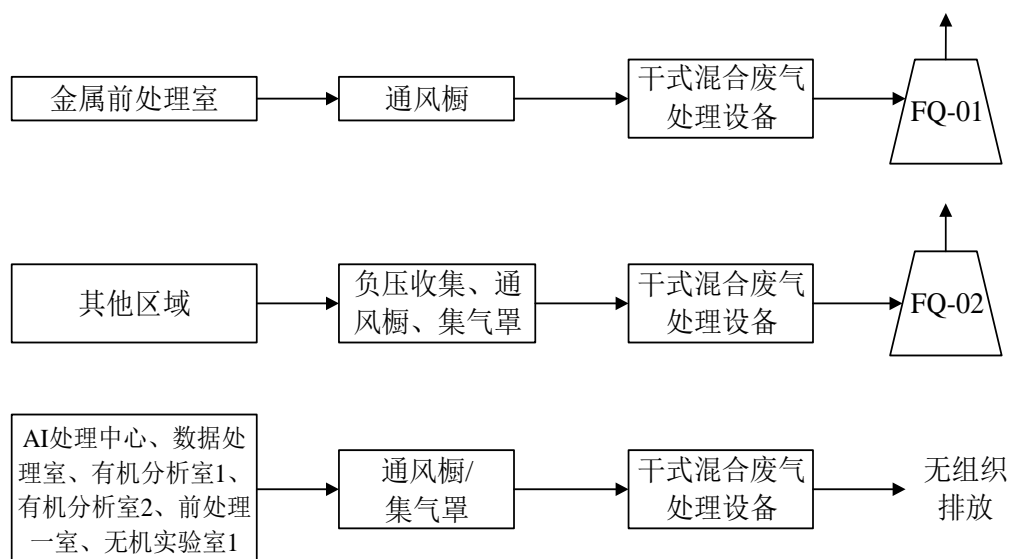 金属前处理室
通风橱
干式混合废气
处理设备
FQ-01
其他区域
负压收集、通
风橱、集气罩
干式混合废气
处理设备
FQ-02
AI处理中心、数据处
理室、有机分析室1、
有机分析室2、前处理
一室、无机实验室1
通风橱/
集气罩
干式混合废气
处理设备
无组织
排放